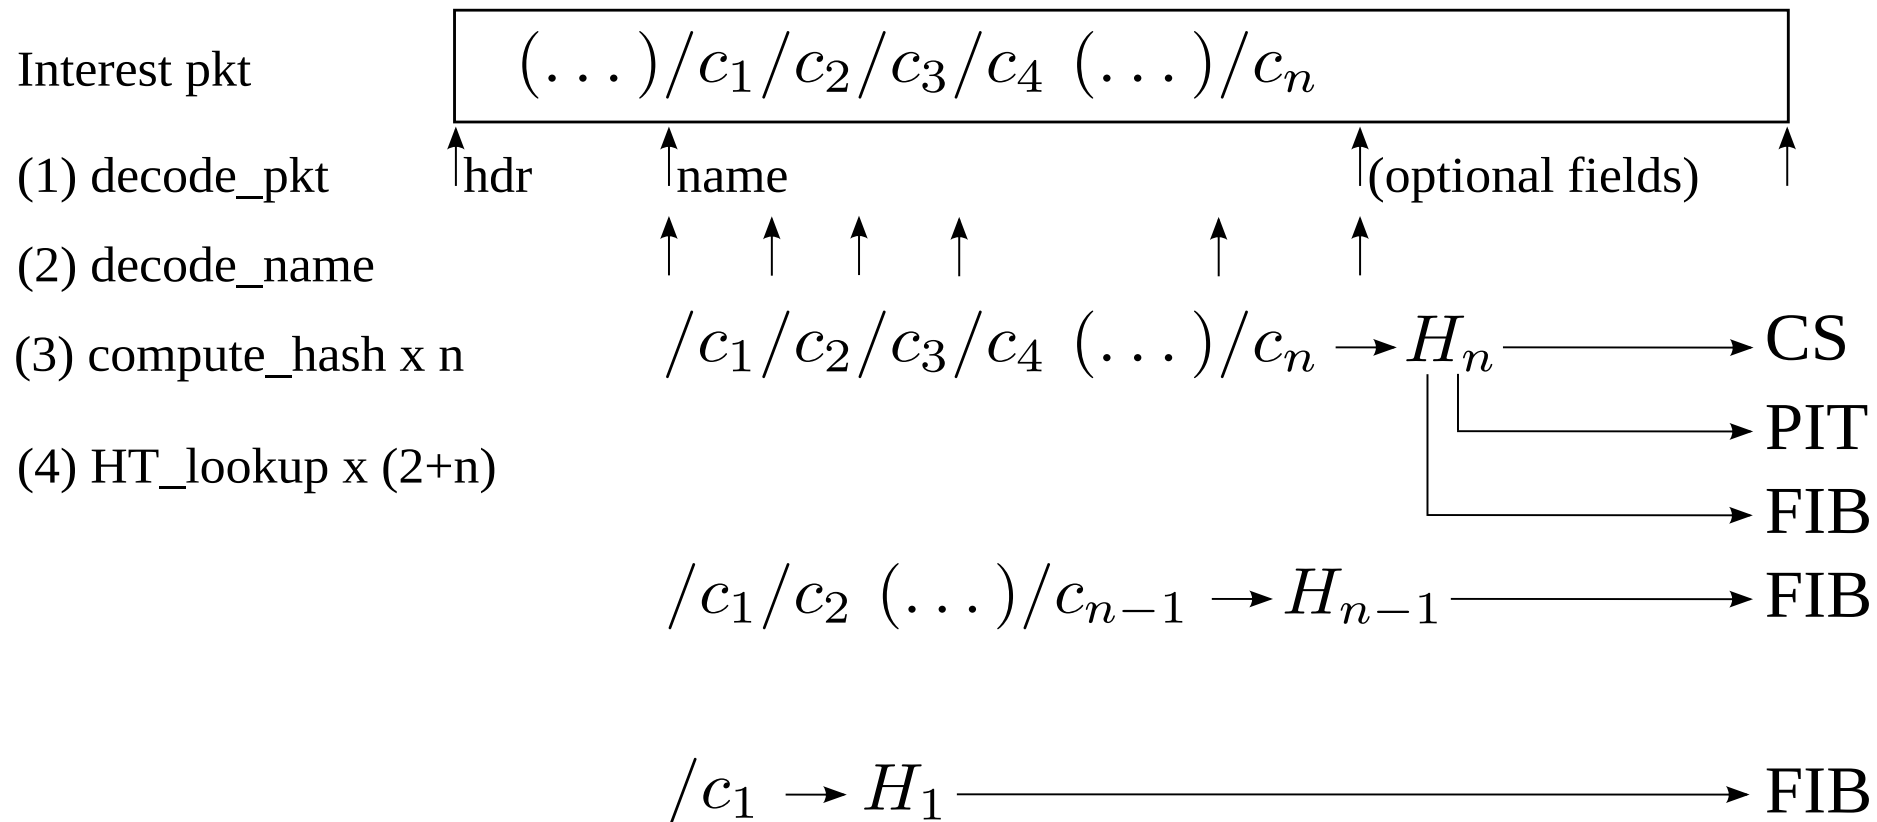 Interest pkt (...)/c₁/c₂/c₃/c₄ (...)/cₙ
(1) decode_pkt hdr name (optional fields)
(2) decode_name
(3) compute_hash x n /c₁/c₂/c₃/c₄ (...)/cₙ → Hₙ → CS
PIT
(4) HT_lookup x (2+n)
FIB
/c₁/c₂ (...)/cₙ₋₁ → Hₙ₋₁ → FIB
/c₁ → H₁ → FIB